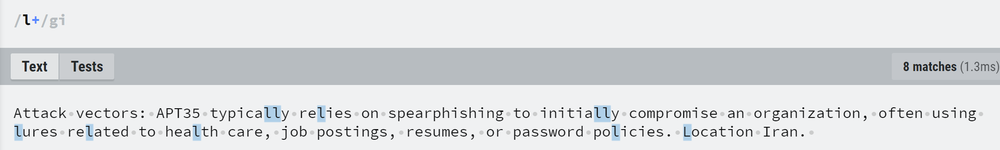 /l+/gi
Text Tests 8 matches (1.3ms)
Attack vectors: APT35 typically relies on spearphishing to initially compromise an organization, often using
lures related to health care, job postings, resumes, or password policies. Location Iran.